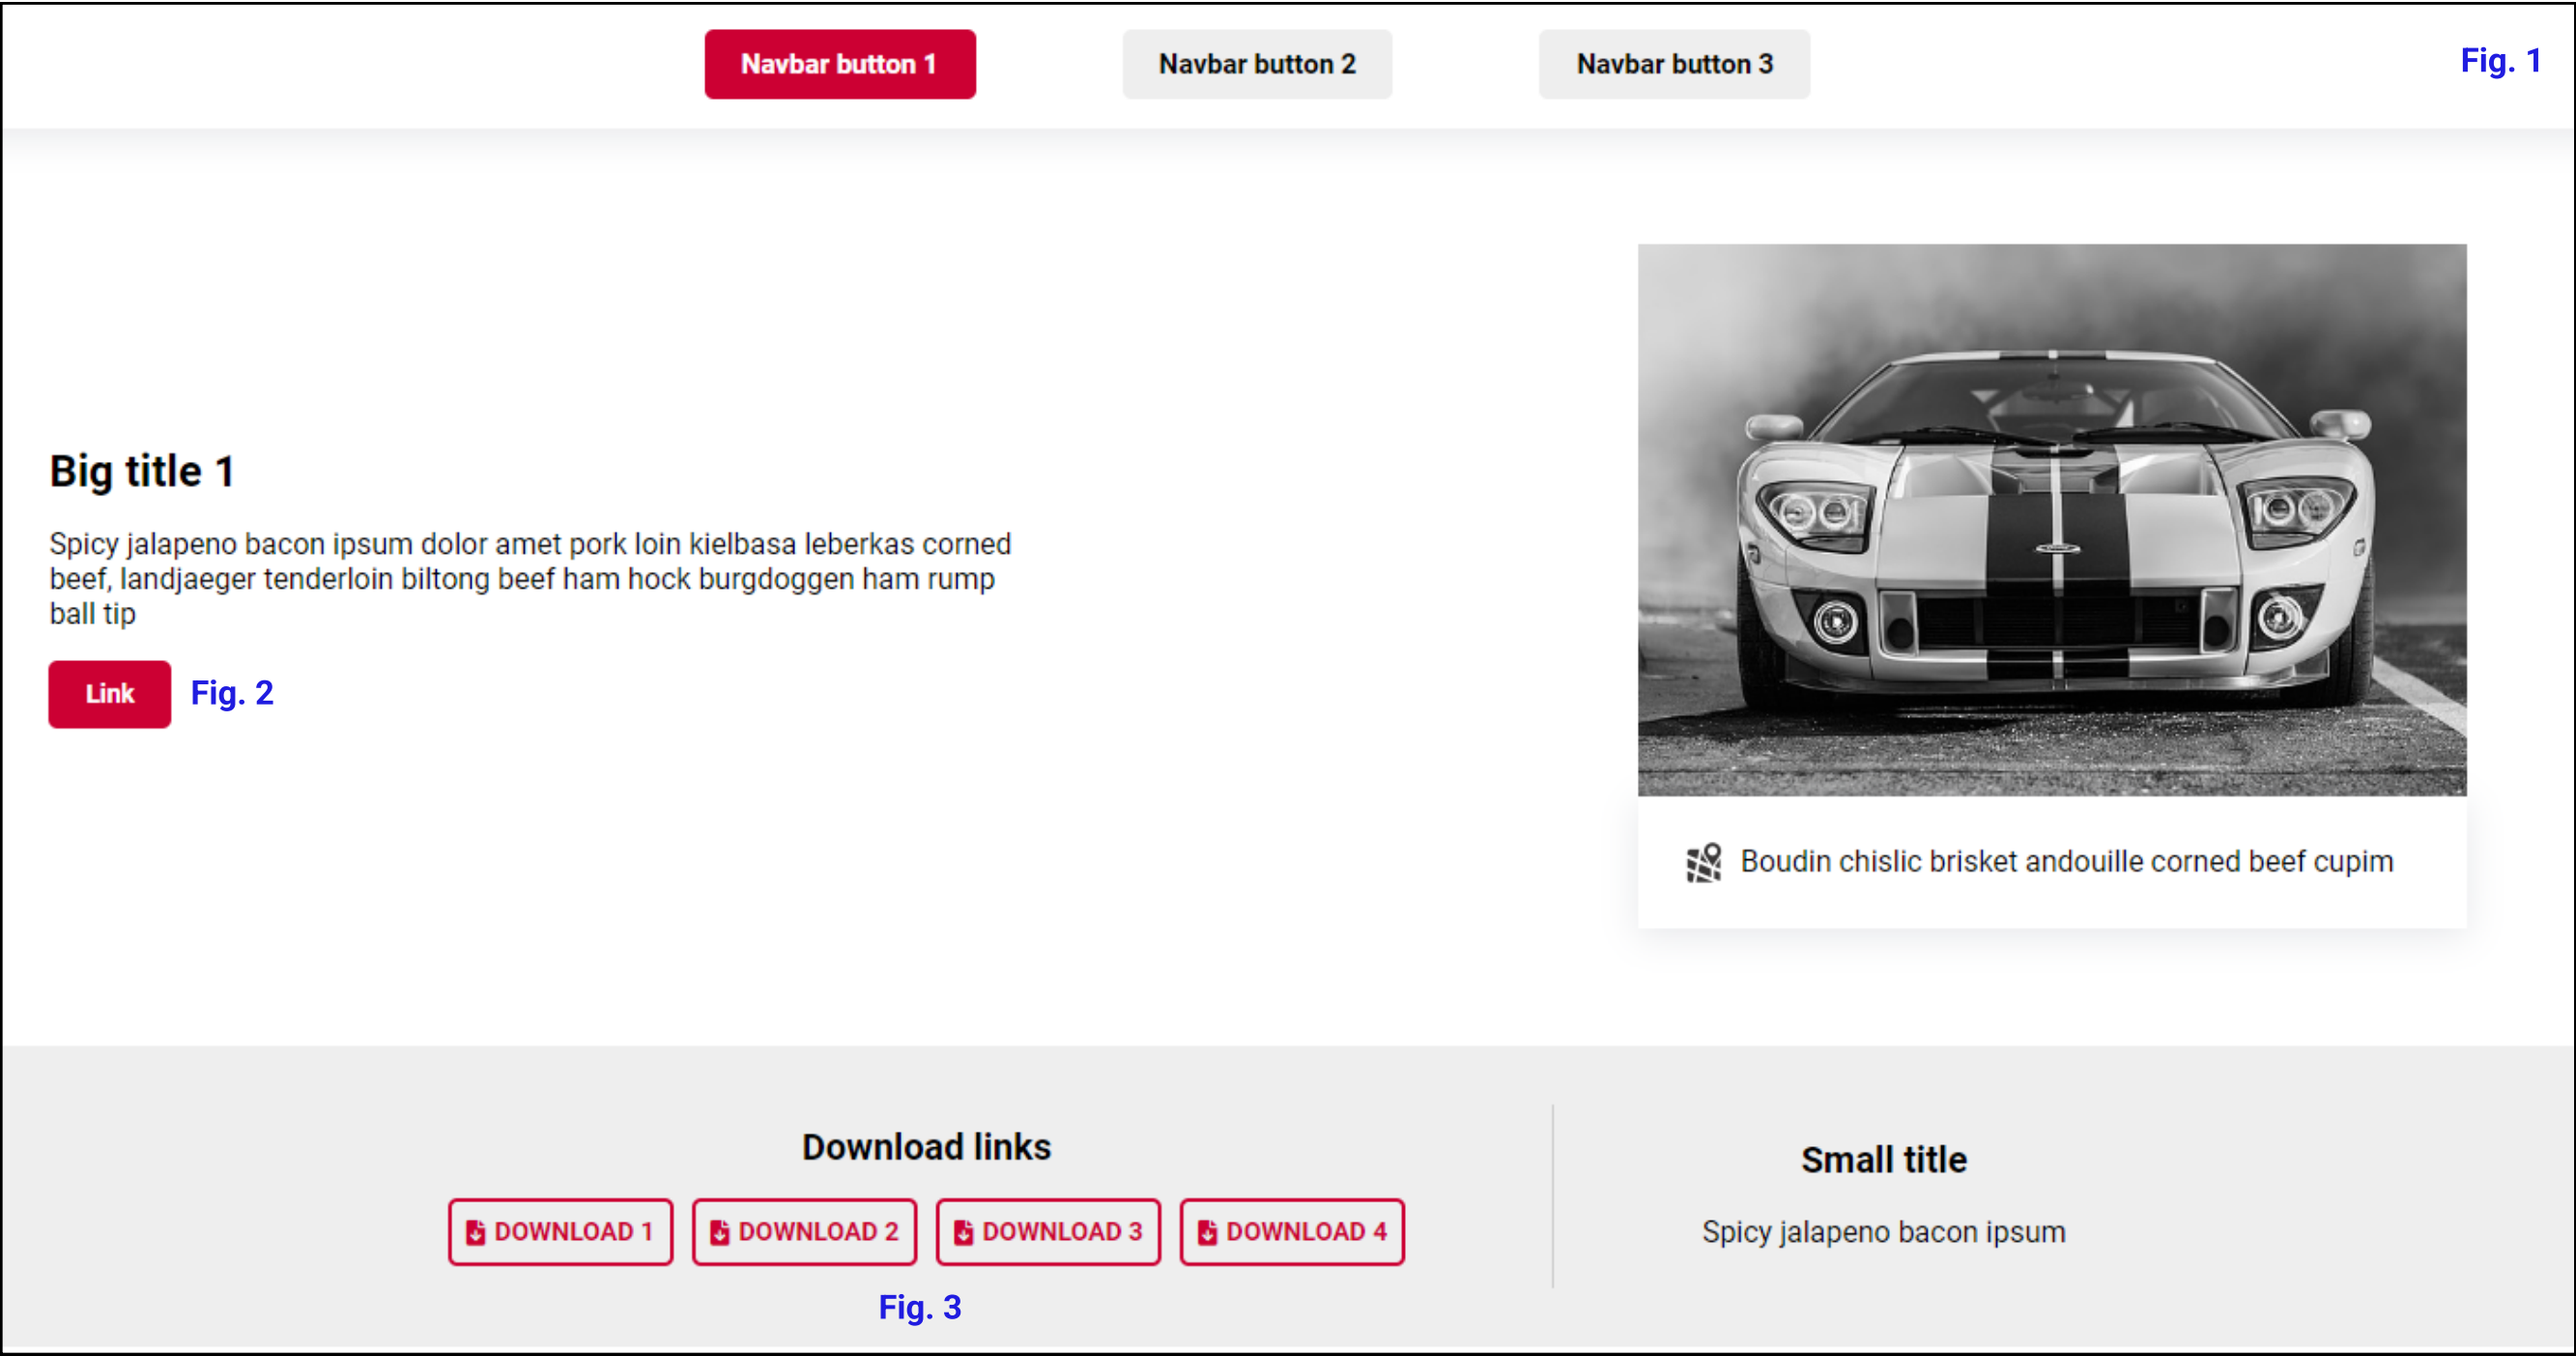 Navbar button 1
Navbar button 2
Navbar button 3
Fig. 1
Big title 1
Spicy jalapeno bacon ipsum dolor amet pork loin kielbasa leberkas corned
beef, landjaeger tenderloin biltong beef ham hock burgdoggen ham rump
ball tip
Link
Fig. 2
Boudin chislic brisket andouille corned beef cupim
Download links
DOWNLOAD 1
DOWNLOAD 2
DOWNLOAD 3
DOWNLOAD 4
Fig. 3
Small title
Spicy jalapeno bacon ipsum